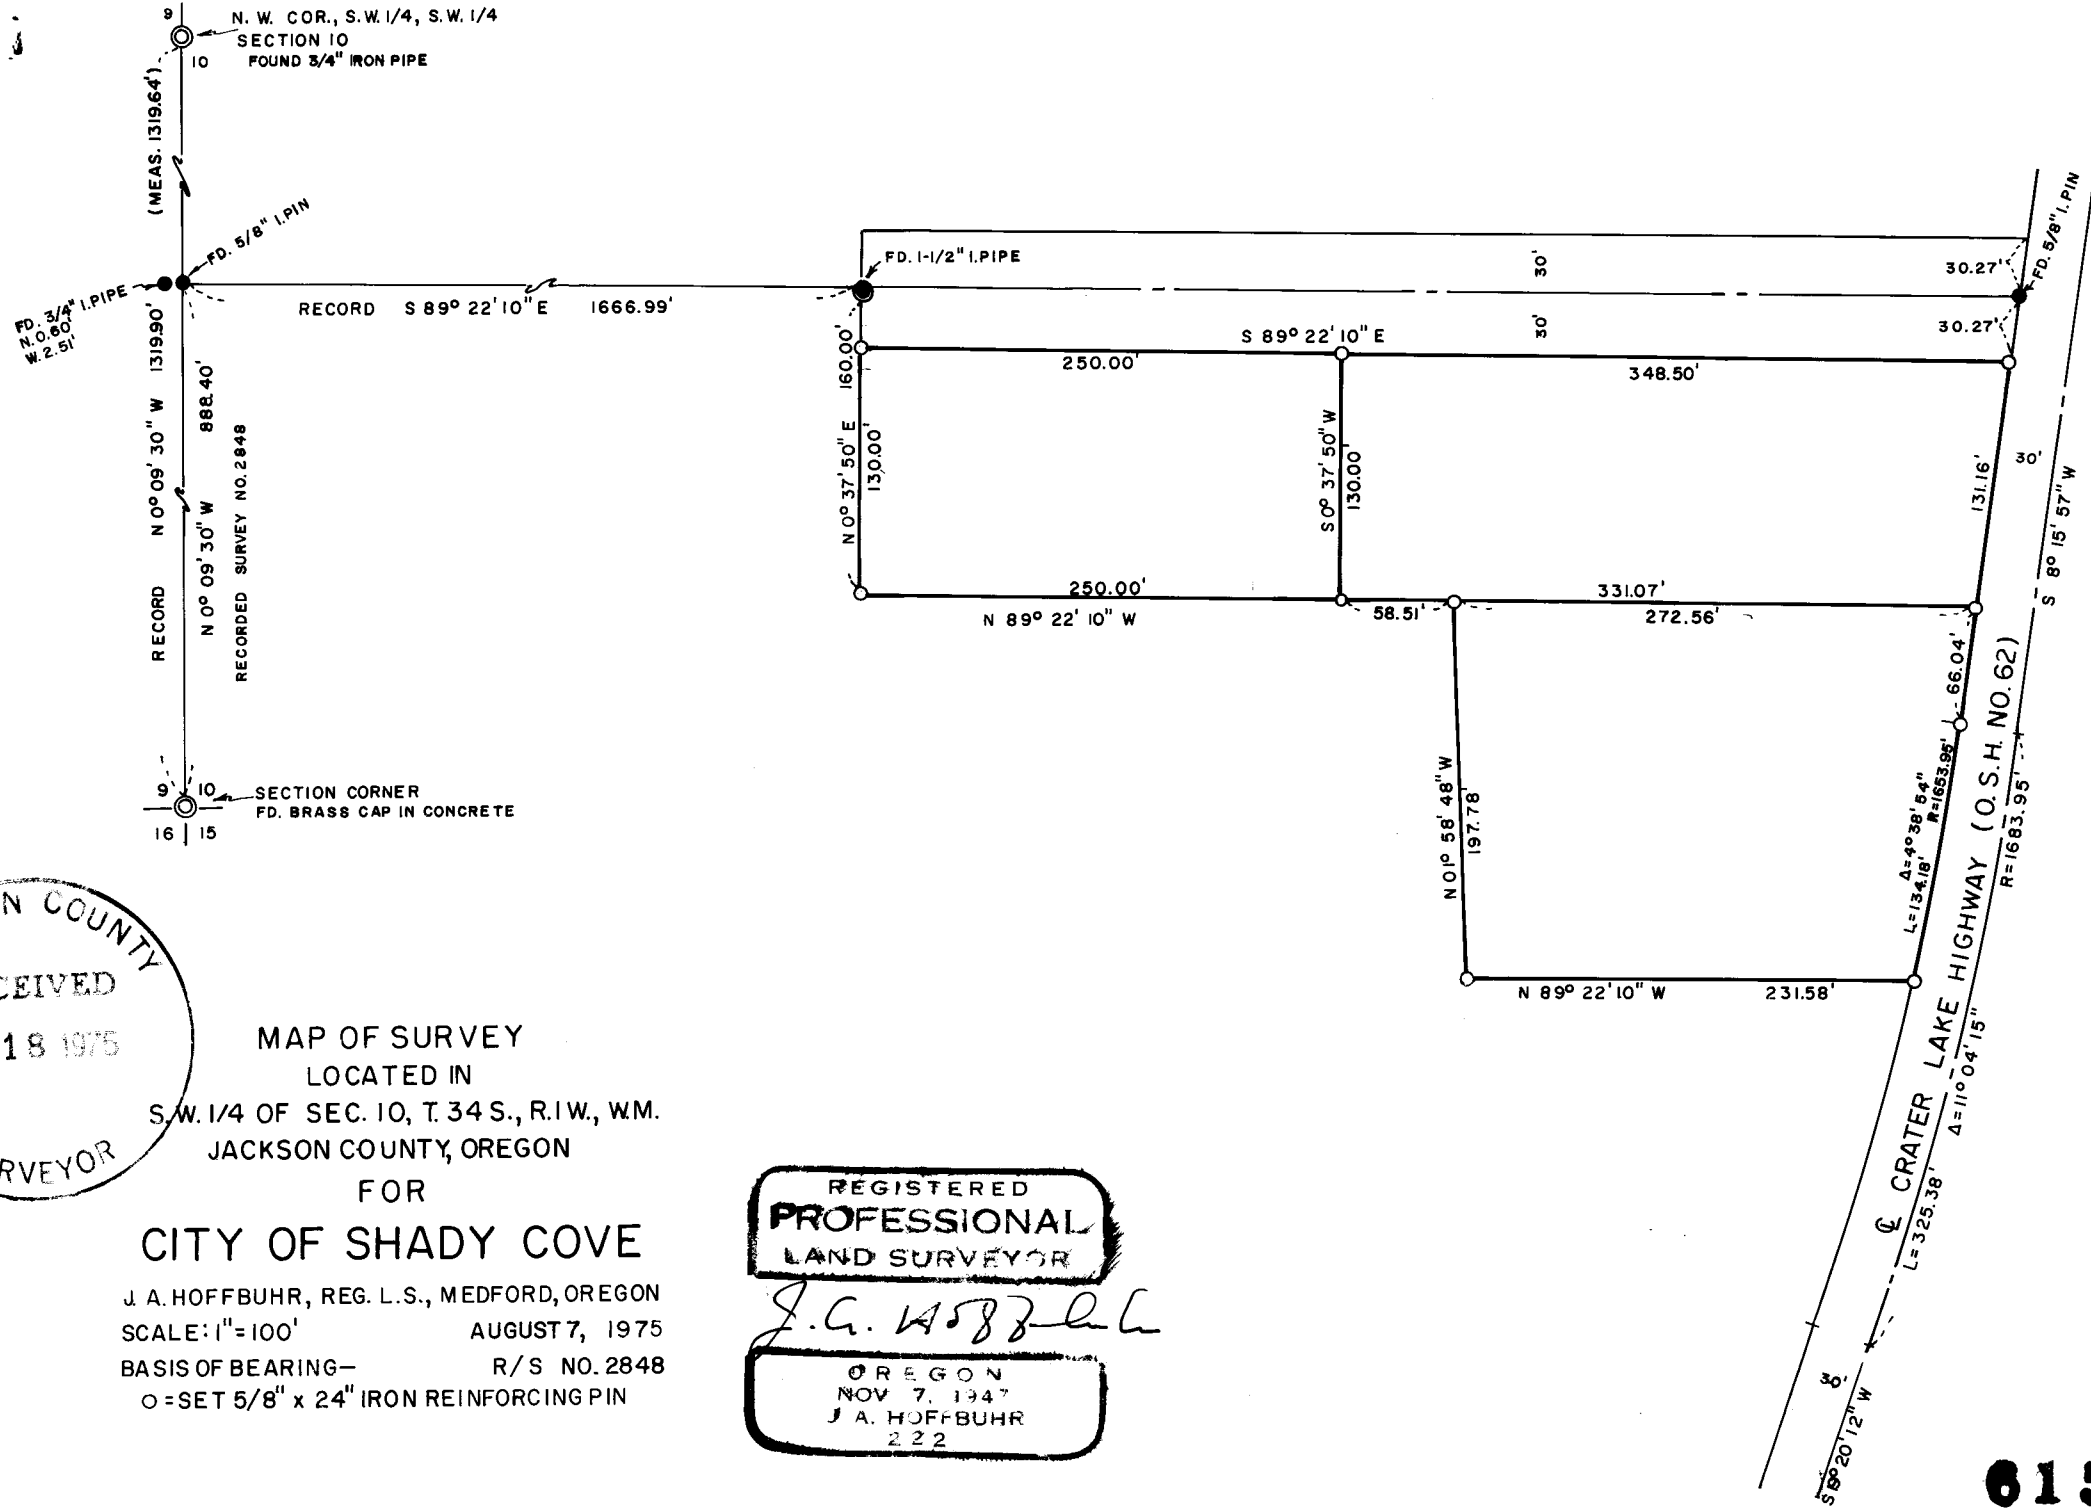 9
N. W. COR., S.W. 1/4, S.W. 1/4
SECTION 10
10
FOUND 3/4" IRON PIPE
(MEAS. 1319.64')
FD. 5/8" I.PIN
FD. 3/4" I.PIPE
N. 0.60'
W. 2.51'
RECORD S 89° 22' 10" E 1666.99'
RECORD N 0° 09' 30" W 1319.90'
N 0° 09' 30" W 888.40'
RECORDED SURVEY NO. 2848
9 10
SECTION CORNER
FD. BRASS CAP IN CONCRETE
16 15
FD. 1-1/2" I.PIPE
30'
30'
30.27'
30.27'
FD. 5/8" I.PIN
S 89° 22' 10" E
250.00'
348.50'
160.00'
N 0° 37' 50" E
130.00'
S 0° 37' 50" W
130.00'
131.16'
30'
S 8° 15' 57" W
250.00'
N 89° 22' 10" W
58.51'
331.07'
272.56'
66.04'
N 01° 58' 48" W
197.78'
Δ=4° 38' 54"
R=1653.95'
L=134.18'
R=1683.95'
N 89° 22' 10" W 231.58'
℄ CRATER LAKE HIGHWAY (O.S.H. NO. 62)
Δ=11° 04' 15"
L=325.38'
30'
S 19° 20' 12" W
N COUNTY
CEIVED
18 1975
RVEYOR
MAP OF SURVEY
LOCATED IN
S.W. 1/4 OF SEC. 10, T. 34 S., R. 1 W., W.M.
JACKSON COUNTY, OREGON
FOR
CITY OF SHADY COVE
J. A. HOFFBUHR, REG. L.S., MEDFORD, OREGON
SCALE: 1"=100' AUGUST 7, 1975
BASIS OF BEARING— R/S NO. 2848
O = SET 5/8" x 24" IRON REINFORCING PIN
REGISTERED
PROFESSIONAL
LAND SURVEYOR
J. A. Hoffbuhr
OREGON
NOV 7, 1947
J A. HOFFBUHR
222